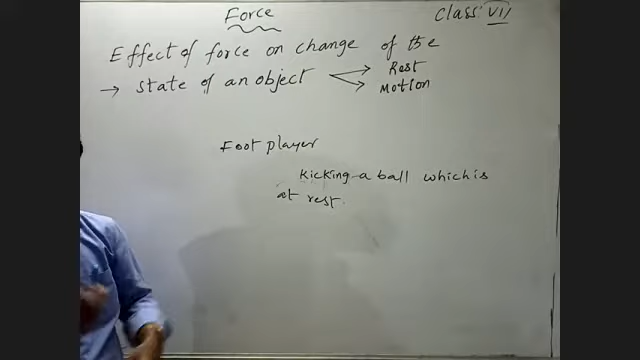 Force
Class: VII
Effect of force on change of the
→ state of an object
Rest
Motion
Foot player
kicking a ball which is
at rest.